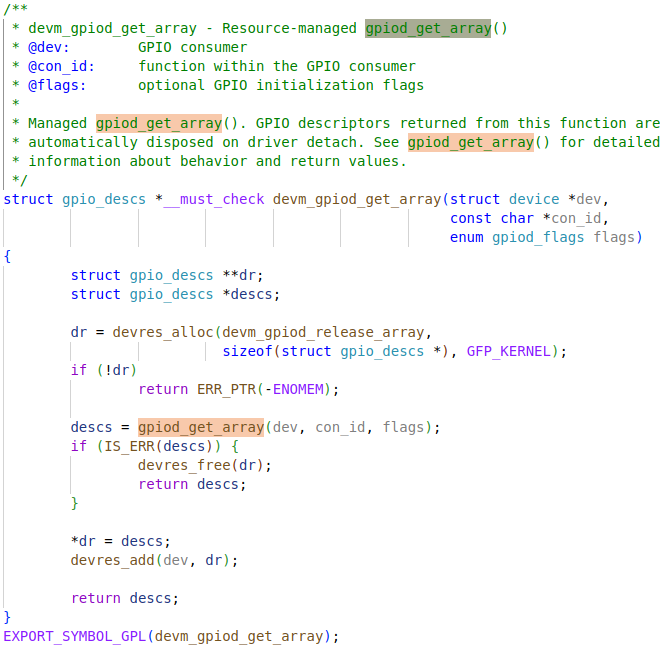 /**
 * devm_gpiod_get_array - Resource-managed gpiod_get_array()
 * @dev:	GPIO consumer
 * @con_id:	function within the GPIO consumer
 * @flags:	optional GPIO initialization flags
 *
 * Managed gpiod_get_array(). GPIO descriptors returned from this function are
 * automatically disposed on driver detach. See gpiod_get_array() for detailed
 * information about behavior and return values.
 */
struct gpio_descs *__must_check devm_gpiod_get_array(struct device *dev,
						     const char *con_id,
						     enum gpiod_flags flags)
{
	struct gpio_descs **dr;
	struct gpio_descs *descs;

	dr = devres_alloc(devm_gpiod_release_array,
			  sizeof(struct gpio_descs *), GFP_KERNEL);
	if (!dr)
		return ERR_PTR(-ENOMEM);

	descs = gpiod_get_array(dev, con_id, flags);
	if (IS_ERR(descs)) {
		devres_free(dr);
		return descs;
	}

	*dr = descs;
	devres_add(dev, dr);

	return descs;
}
EXPORT_SYMBOL_GPL(devm_gpiod_get_array);